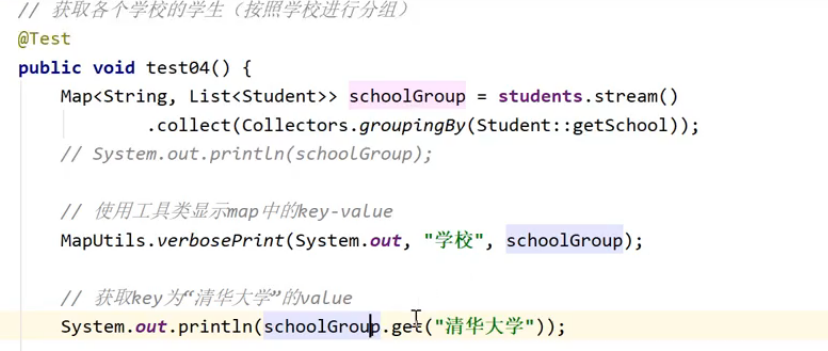 // 获取各个学校的学生（按照学校进行分组）
@Test
public void test04() {
    Map<String, List<Student>> schoolGroup = students.stream()
            .collect(Collectors.groupingBy(Student::getSchool));
    // System.out.println(schoolGroup);
    // 使用工具类显示map中的key-value
    MapUtils.verbosePrint(System.out, "学校", schoolGroup);
    // 获取key为“清华大学”的value
    System.out.println(schoolGroup.get("清华大学"));